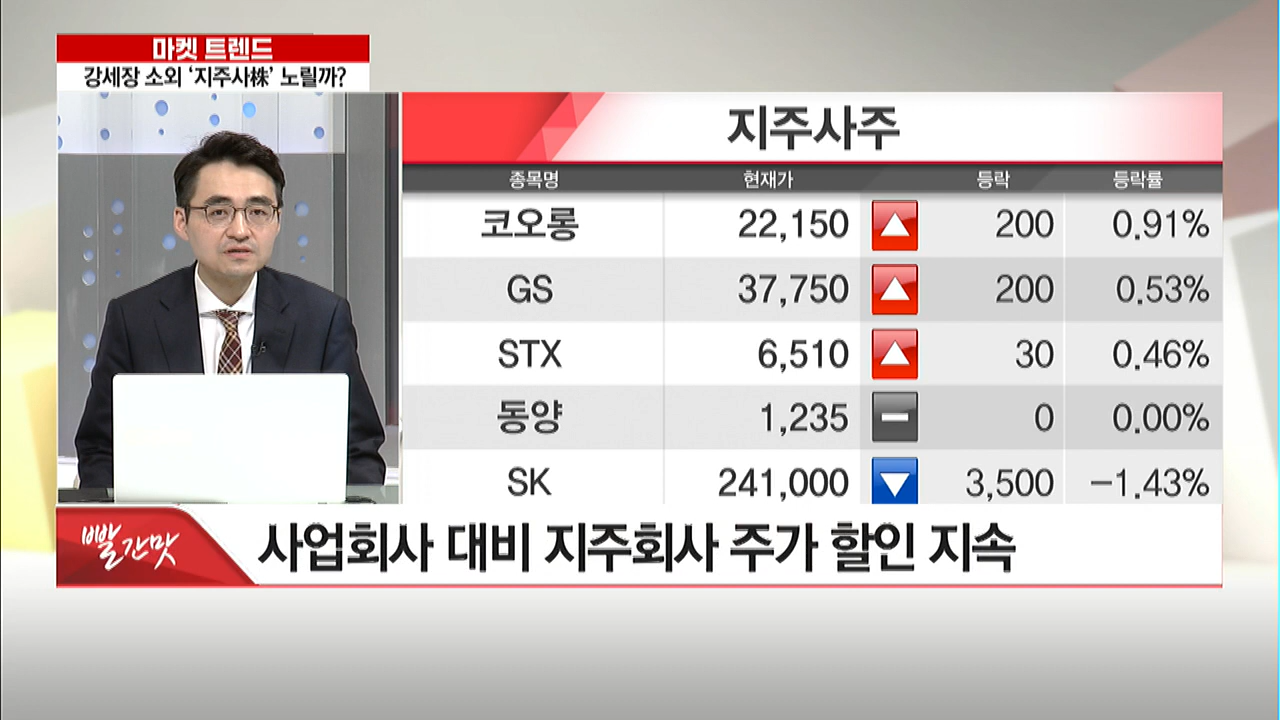 마켓 트렌드
강세장 소외 ‘지주사株’ 노릴까?
지주사주
종목명 현재가 등락 등락률
코오롱 22,150 ▲ 200 0.91%
GS 37,750 ▲ 200 0.53%
STX 6,510 ▲ 30 0.46%
동양 1,235 - 0 0.00%
SK 241,000 ▼ 3,500 -1.43%
빨간맛
사업회사 대비 지주회사 주가 할인 지속